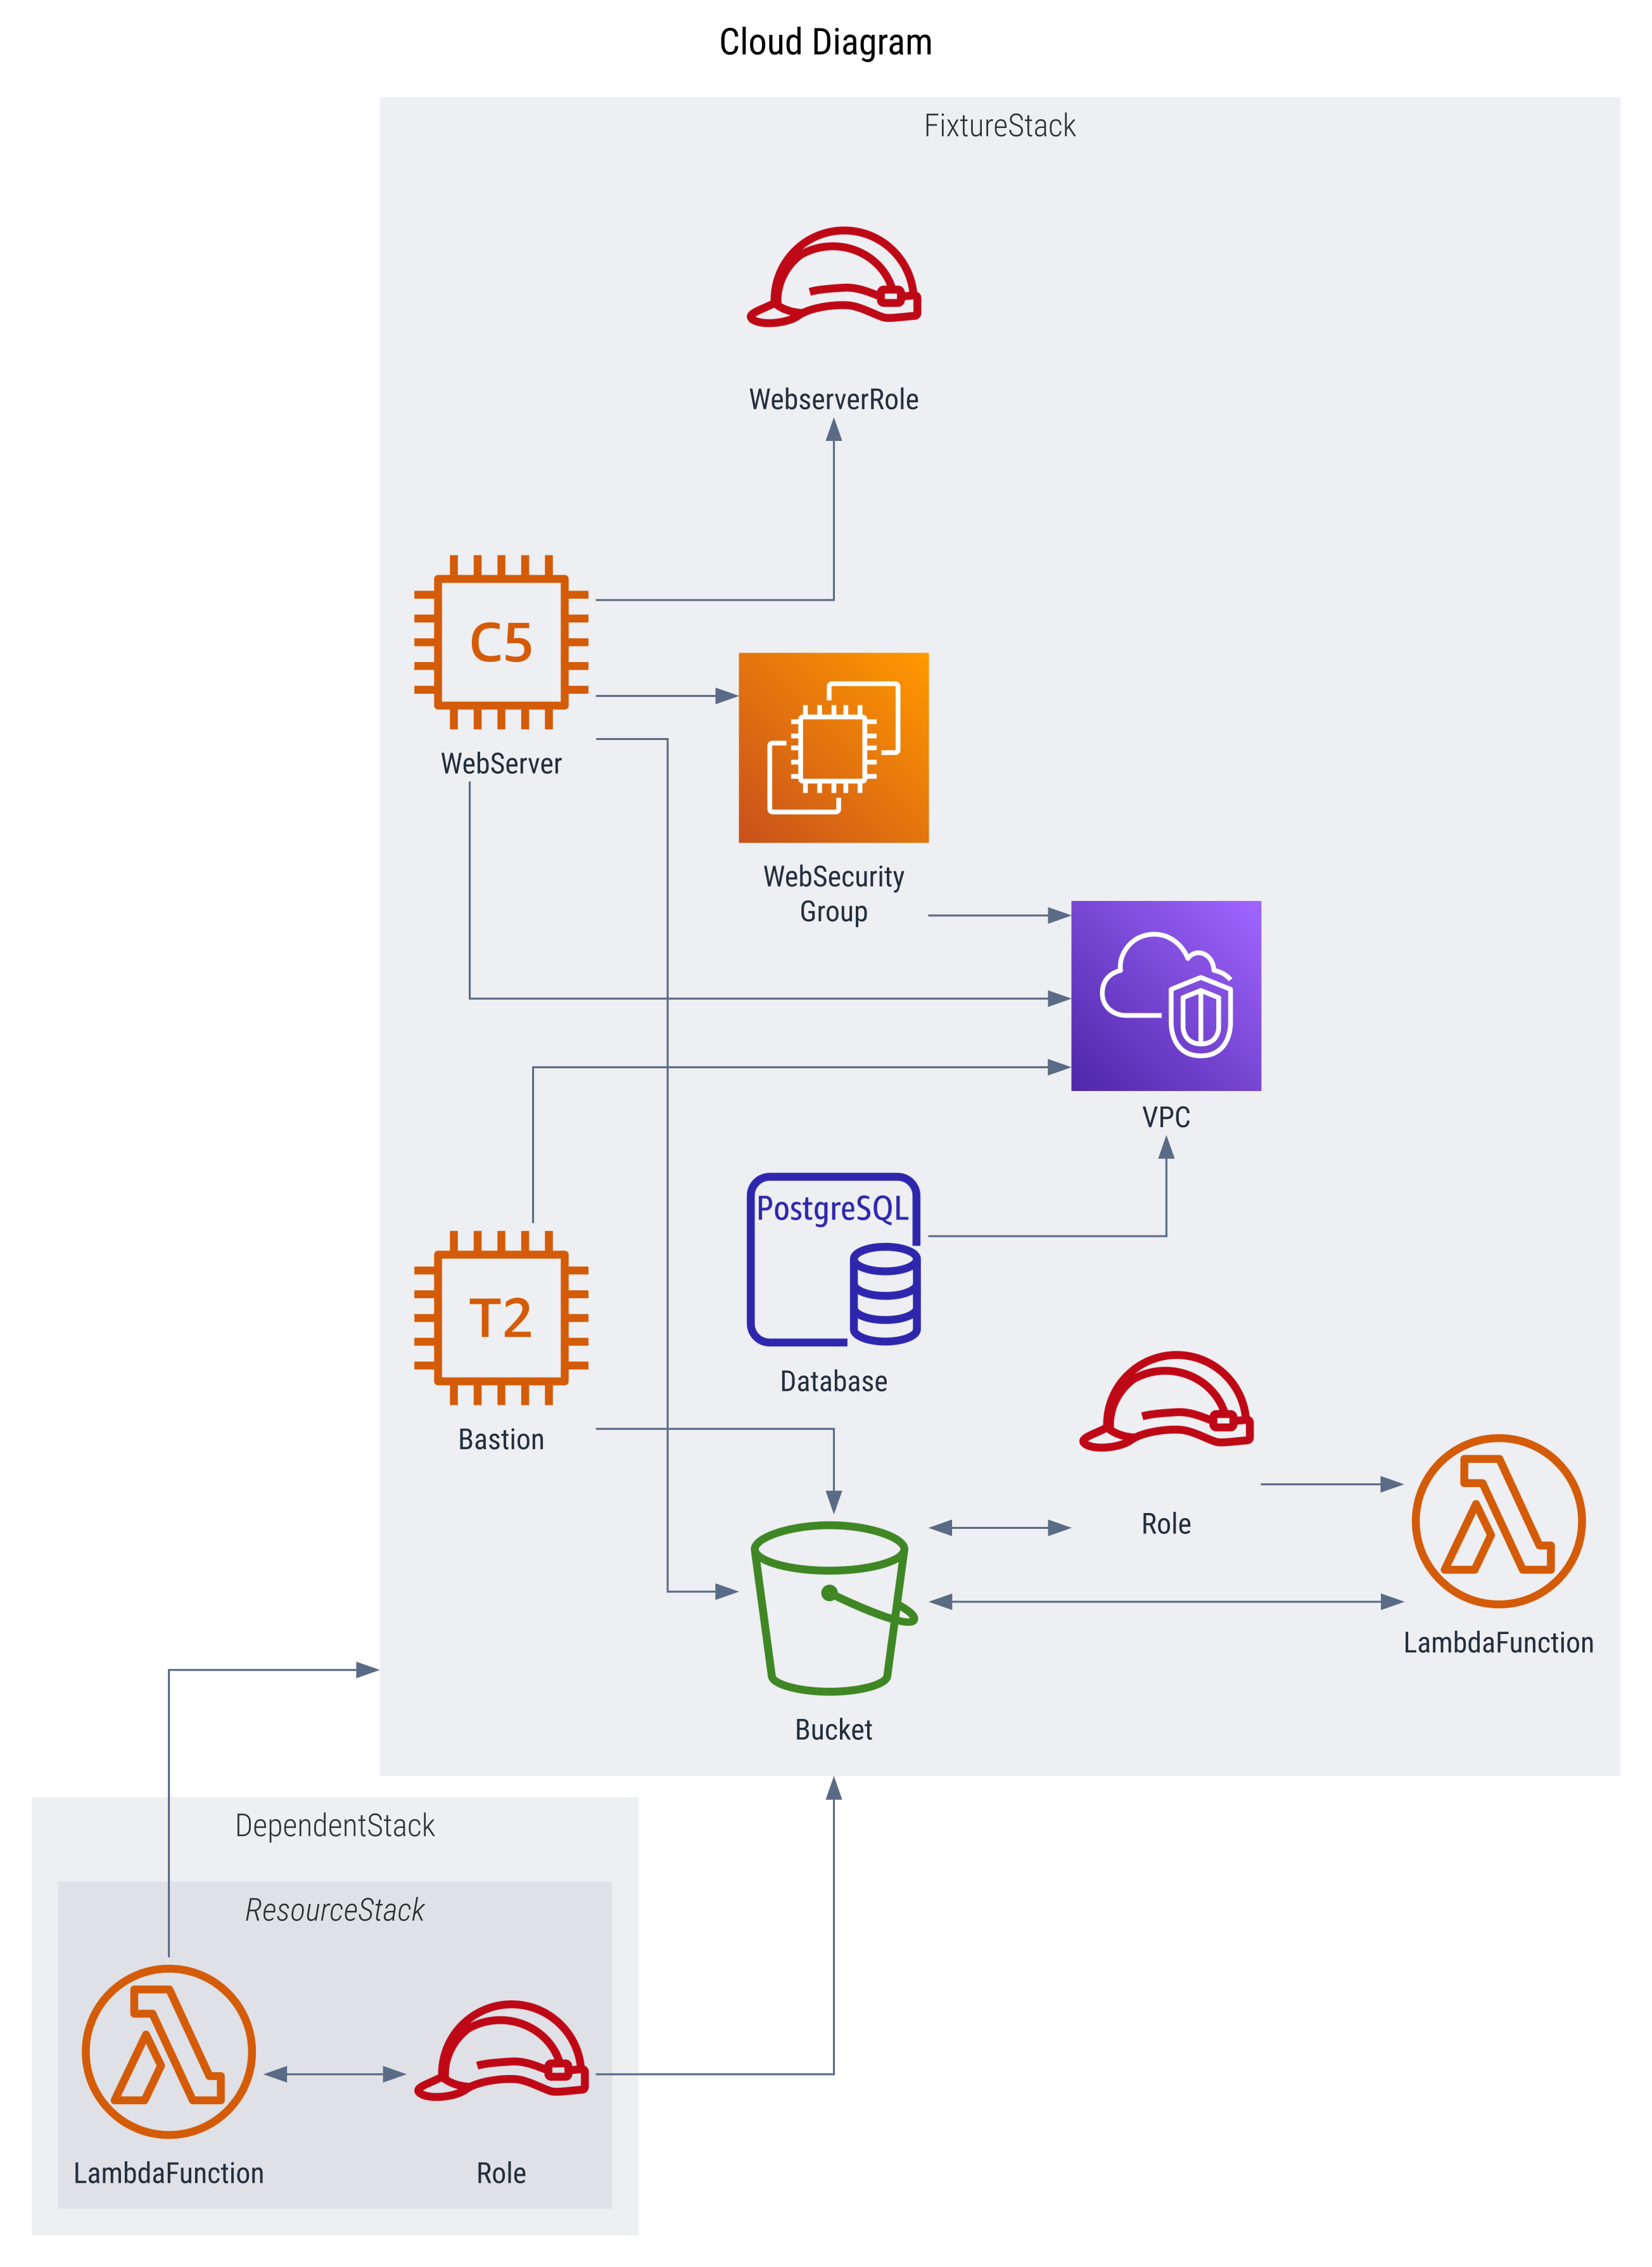 Cloud Diagram
FixtureStack
WebserverRole
C5
WebServer
WebSecurity
Group
VPC
PostgreSQL
Database
T2
Bastion
Role
LambdaFunction
Bucket
DependentStack
ResourceStack
LambdaFunction
Role